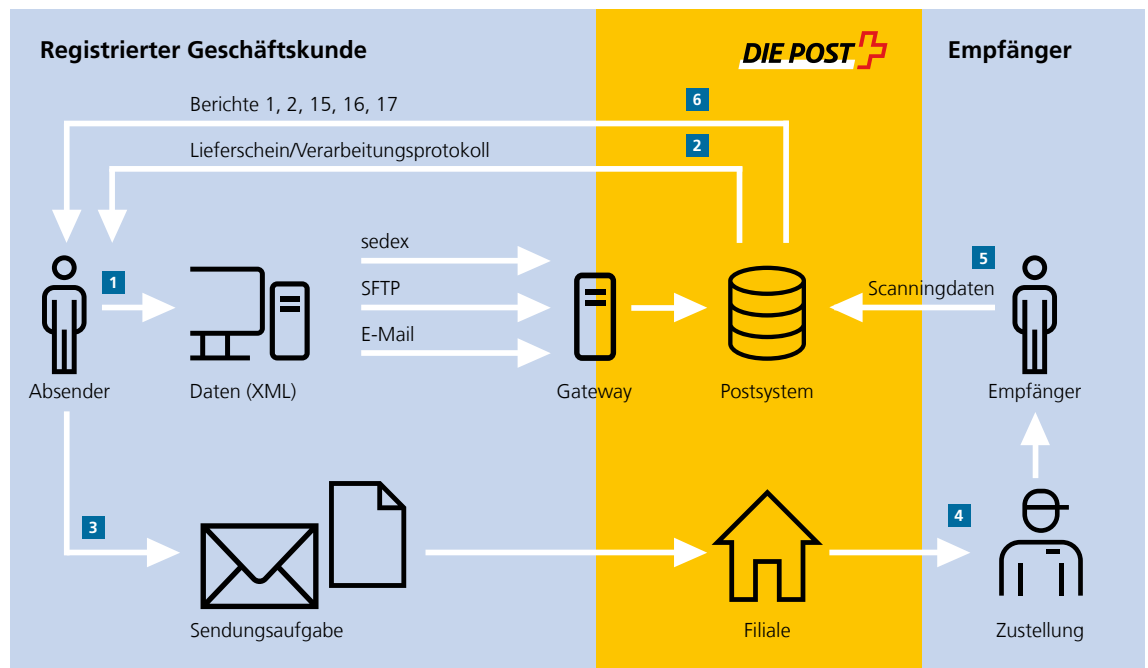 Registrierter Geschäftskunde
DIE POST
Empfänger
Berichte 1, 2, 15, 16, 17
6
Lieferschein/Verarbeitungsprotokoll
2
sedex
SFTP
E-Mail
1
5
Scanningdaten
Absender
Daten (XML)
Gateway
Postsystem
Empfänger
3
4
Sendungsaufgabe
Filiale
Zustellung